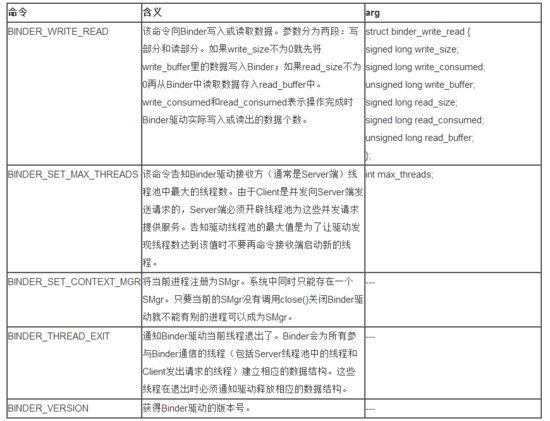 命令 含义 arg
BINDER_WRITE_READ 该命令向Binder写入或读取数据。参数分为两段：写 struct binder_write_read {
部分和读部分。如果write_size不为0就先将 signed long write_size;
write_buffer里的数据写入Binder；如果read_size不为 signed long write_consumed;
0再从Binder中读取数据存入read_buffer中。 unsigned long write_buffer;
write_consumed和read_consumed表示操作完成时 signed long read_size;
Binder驱动实际写入或读出的数据个数。 signed long read_consumed;
unsigned long read_buffer;
};
BINDER_SET_MAX_THREADS 该命令告知Binder驱动接收方（通常是Server端）线 int max_threads;
程池中最大的线程数。由于Client是并发向Server端发
送请求的，Server端必须开辟线程池为这些并发请求
提供服务。告知驱动线程池的最大值是为了让驱动发
现线程数达到该值时不要再命令接收端启动新的线
程。
BINDER_SET_CONTEXT_MGR 将当前进程注册为SMgr。系统中同时只能存在一个 ---
SMgr。只要当前的SMgr没有调用close()关闭Binder驱
动就不能有别的进程可以成为SMgr。
BINDER_THREAD_EXIT 通知Binder驱动当前线程退出了。Binder会为所有参 ---
与Binder通信的线程（包括Server线程池中的线程和
Client发出请求的线程）建立相应的数据结构。这些
线程在退出时必须通知驱动释放相应的数据结构。
BINDER_VERSION 获得Binder驱动的版本号。 ---